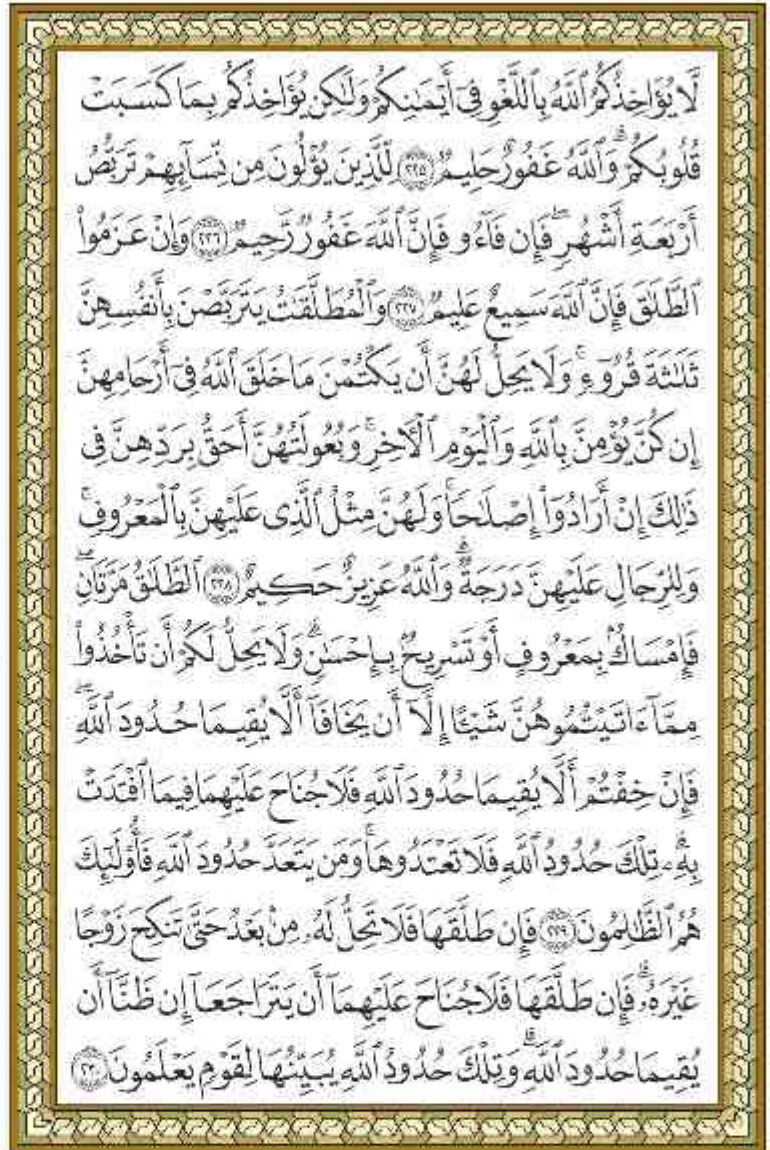 لَّا يُؤَاخِذُكُمُ ٱللَّهُ بِٱللَّغْوِ فِىٓ أَيْمَٰنِكُمْ وَلَٰكِن يُؤَاخِذُكُم بِمَا كَسَبَتْ
قُلُوبُكُمْ ۗ وَٱللَّهُ غَفُورٌ حَلِيمٌ ٢٢٥ لِّلَّذِينَ يُؤْلُونَ مِن نِّسَآئِهِمْ تَرَبُّصُ
أَرْبَعَةِ أَشْهُرٍ ۖ فَإِن فَآءُو فَإِنَّ ٱللَّهَ غَفُورٌ رَّحِيمٌ ٢٢٦ وَإِنْ عَزَمُوا۟
ٱلطَّلَٰقَ فَإِنَّ ٱللَّهَ سَمِيعٌ عَلِيمٌ ٢٢٧ وَٱلْمُطَلَّقَٰتُ يَتَرَبَّصْنَ بِأَنفُسِهِنَّ
ثَلَٰثَةَ قُرُوٓءٍ ۚ وَلَا يَحِلُّ لَهُنَّ أَن يَكْتُمْنَ مَا خَلَقَ ٱللَّهُ فِىٓ أَرْحَامِهِنَّ
إِن كُنَّ يُؤْمِنَّ بِٱللَّهِ وَٱلْيَوْمِ ٱلْءَاخِرِ ۚ وَبُعُولَتُهُنَّ أَحَقُّ بِرَدِّهِنَّ فِى
ذَٰلِكَ إِنْ أَرَادُوٓا۟ إِصْلَٰحًا ۚ وَلَهُنَّ مِثْلُ ٱلَّذِى عَلَيْهِنَّ بِٱلْمَعْرُوفِ ۚ
وَلِلرِّجَالِ عَلَيْهِنَّ دَرَجَةٌ ۗ وَٱللَّهُ عَزِيزٌ حَكِيمٌ ٢٢٨ ٱلطَّلَٰقُ مَرَّتَانِ ۖ
فَإِمْسَاكٌۢ بِمَعْرُوفٍ أَوْ تَسْرِيحٌۢ بِإِحْسَٰنٍ ۗ وَلَا يَحِلُّ لَكُمْ أَن تَأْخُذُوا۟
مِمَّآ ءَاتَيْتُمُوهُنَّ شَيْـًٔا إِلَّآ أَن يَخَافَآ أَلَّا يُقِيمَا حُدُودَ ٱللَّهِ ۖ
فَإِنْ خِفْتُمْ أَلَّا يُقِيمَا حُدُودَ ٱللَّهِ فَلَا جُنَاحَ عَلَيْهِمَا فِيمَا ٱفْتَدَتْ
بِهِۦ ۗ تِلْكَ حُدُودُ ٱللَّهِ فَلَا تَعْتَدُوهَا ۚ وَمَن يَتَعَدَّ حُدُودَ ٱللَّهِ فَأُو۟لَٰٓئِكَ
هُمُ ٱلظَّٰلِمُونَ ٢٢٩ فَإِن طَلَّقَهَا فَلَا تَحِلُّ لَهُۥ مِنۢ بَعْدُ حَتَّىٰ تَنكِحَ زَوْجًا
غَيْرَهُۥ ۗ فَإِن طَلَّقَهَا فَلَا جُنَاحَ عَلَيْهِمَآ أَن يَتَرَاجَعَآ إِن ظَنَّآ أَن
يُقِيمَا حُدُودَ ٱللَّهِ ۗ وَتِلْكَ حُدُودُ ٱللَّهِ يُبَيِّنُهَا لِقَوْمٍ يَعْلَمُونَ ٢٣٠